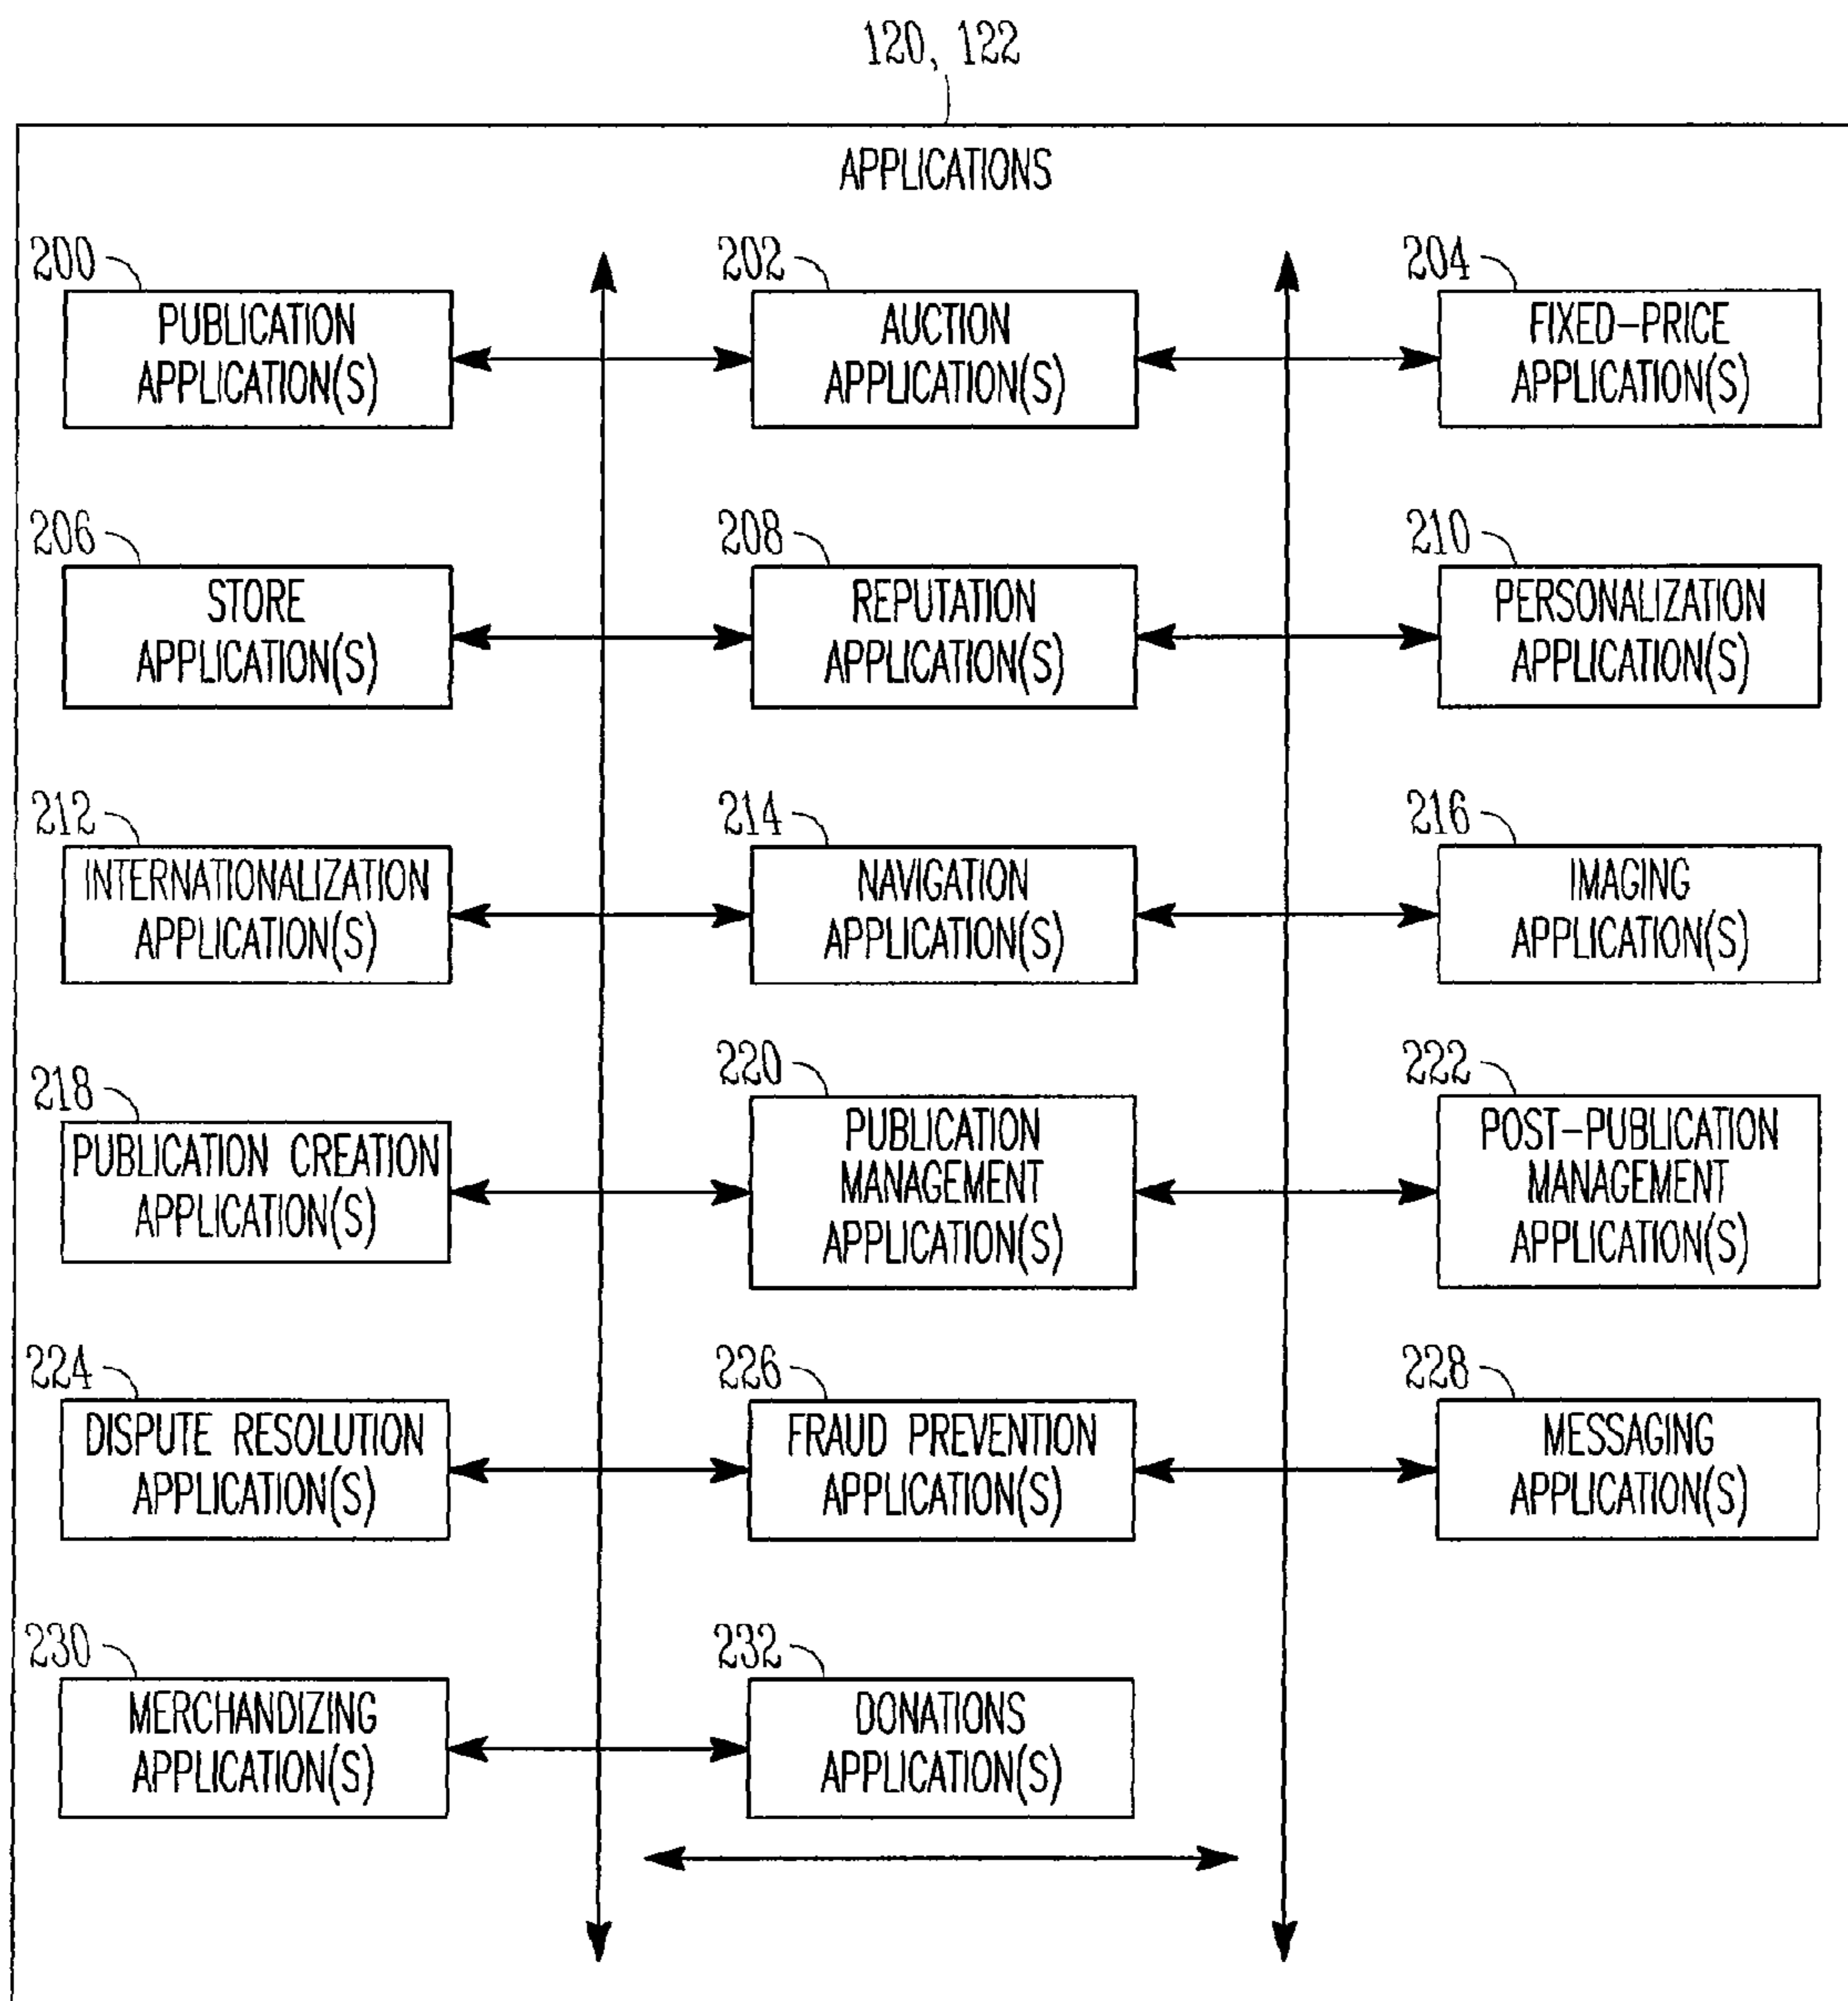 120, 122
APPLICATIONS
200
PUBLICATION
APPLICATION(S)
202
AUCTION
APPLICATION(S)
204
FIXED-PRICE
APPLICATION(S)
206
STORE
APPLICATION(S)
208
REPUTATION
APPLICATION(S)
210
PERSONALIZATION
APPLICATION(S)
212
INTERNATIONALIZATION
APPLICATION(S)
214
NAVIGATION
APPLICATION(S)
216
IMAGING
APPLICATION(S)
218
PUBLICATION CREATION
APPLICATION(S)
220
PUBLICATION
MANAGEMENT
APPLICATION(S)
222
POST-PUBLICATION
MANAGEMENT
APPLICATION(S)
224
DISPUTE RESOLUTION
APPLICATION(S)
226
FRAUD PREVENTION
APPLICATION(S)
228
MESSAGING
APPLICATION(S)
230
MERCHANDIZING
APPLICATION(S)
232
DONATIONS
APPLICATION(S)